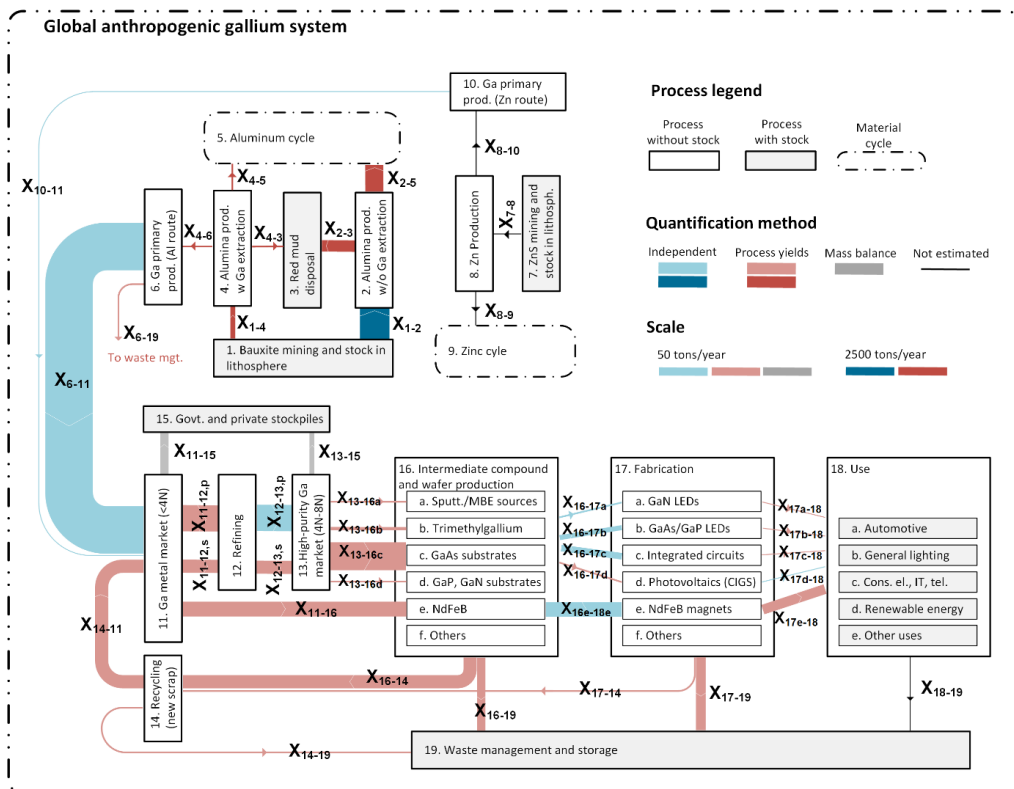 Global anthropogenic gallium system
10. Ga primary
prod. (Zn route)
Process legend
Process
without stock
Process
with stock
Material
cycle
5. Aluminum cycle
X8-10
X10-11
X4-5
X2-5
6. Ga primary
prod. (Al route)
X4-6
4. Alumina prod.
w Ga extraction
X4-3
3. Red mud
disposal
X2-3
2. Alumina prod.
w/o Ga extraction
8. Zn Production
X7-8
7. ZnS mining and
stock in lithosph.
Quantification method
Independent
Process yields
Mass balance
Not estimated
X6-19
To waste mgt.
X1-4
X1-2
X8-9
1. Bauxite mining and stock in
lithosphere
9. Zinc cyle
Scale
50 tons/year
2500 tons/year
X6-11
15. Govt. and private stockpiles
X11-15
X13-15
11. Ga metal market (<4N)
X11-12,p
X11-12,s
12. Refining
X12-13,p
X12-13,s
13.High-purity Ga
market (4N-8N)
X13-16a
X13-16b
X13-16c
X13-16d
X11-16
16. Intermediate compound
and wafer production
a. Sputt./MBE sources
b. Trimethylgallium
c. GaAs substrates
d. GaP, GaN substrates
e. NdFeB
f. Others
X16-17a
X16-17b
X16-17c
X16-17d
X16e-18e
17. Fabrication
a. GaN LEDs
b. GaAs/GaP LEDs
c. Integrated circuits
d. Photovoltaics (CIGS)
e. NdFeB magnets
f. Others
X17a-18
X17b-18
X17c-18
X17d-18
X17e-18
18. Use
a. Automotive
b. General lighting
c. Cons. el., IT, tel.
d. Renewable energy
e. Other uses
X14-11
14. Recycling
(new scrap)
X16-14
X17-14
X16-19
X17-19
X18-19
X14-19
19. Waste management and storage